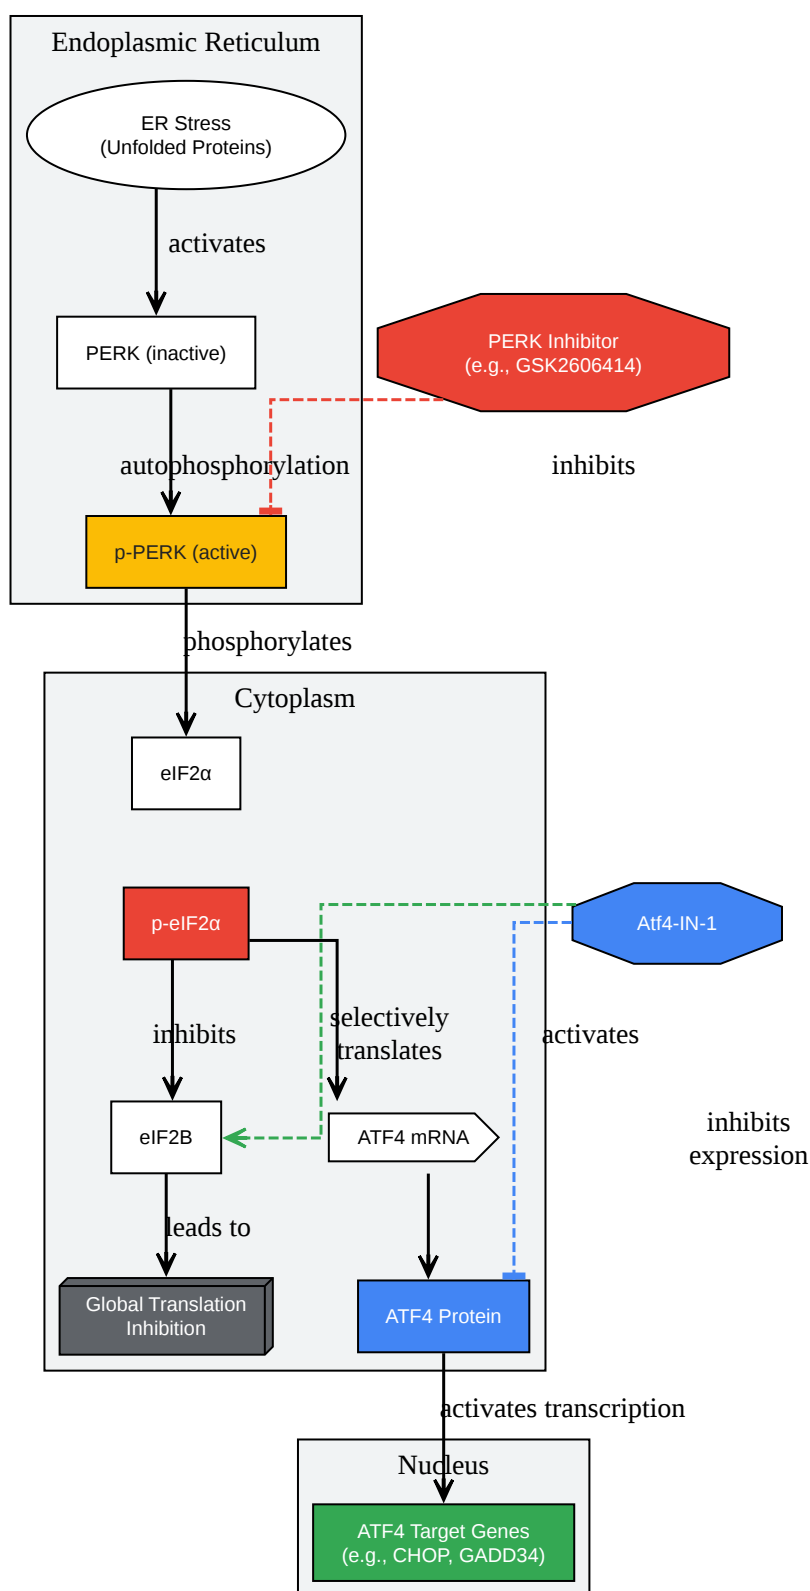 Endoplasmic Reticulum
ER Stress
(Unfolded Proteins)
activates
PERK (inactive)
PERK Inhibitor
(e.g., GSK2606414)
autophosphorylation
inhibits
p-PERK (active)
phosphorylates
Cytoplasm
eIF2α
p-eIF2α
Atf4-IN-1
inhibits
selectively
translates
activates
eIF2B
ATF4 mRNA
inhibits
expression
leads to
Global Translation
Inhibition
ATF4 Protein
activates transcription
Nucleus
ATF4 Target Genes
(e.g., CHOP, GADD34)